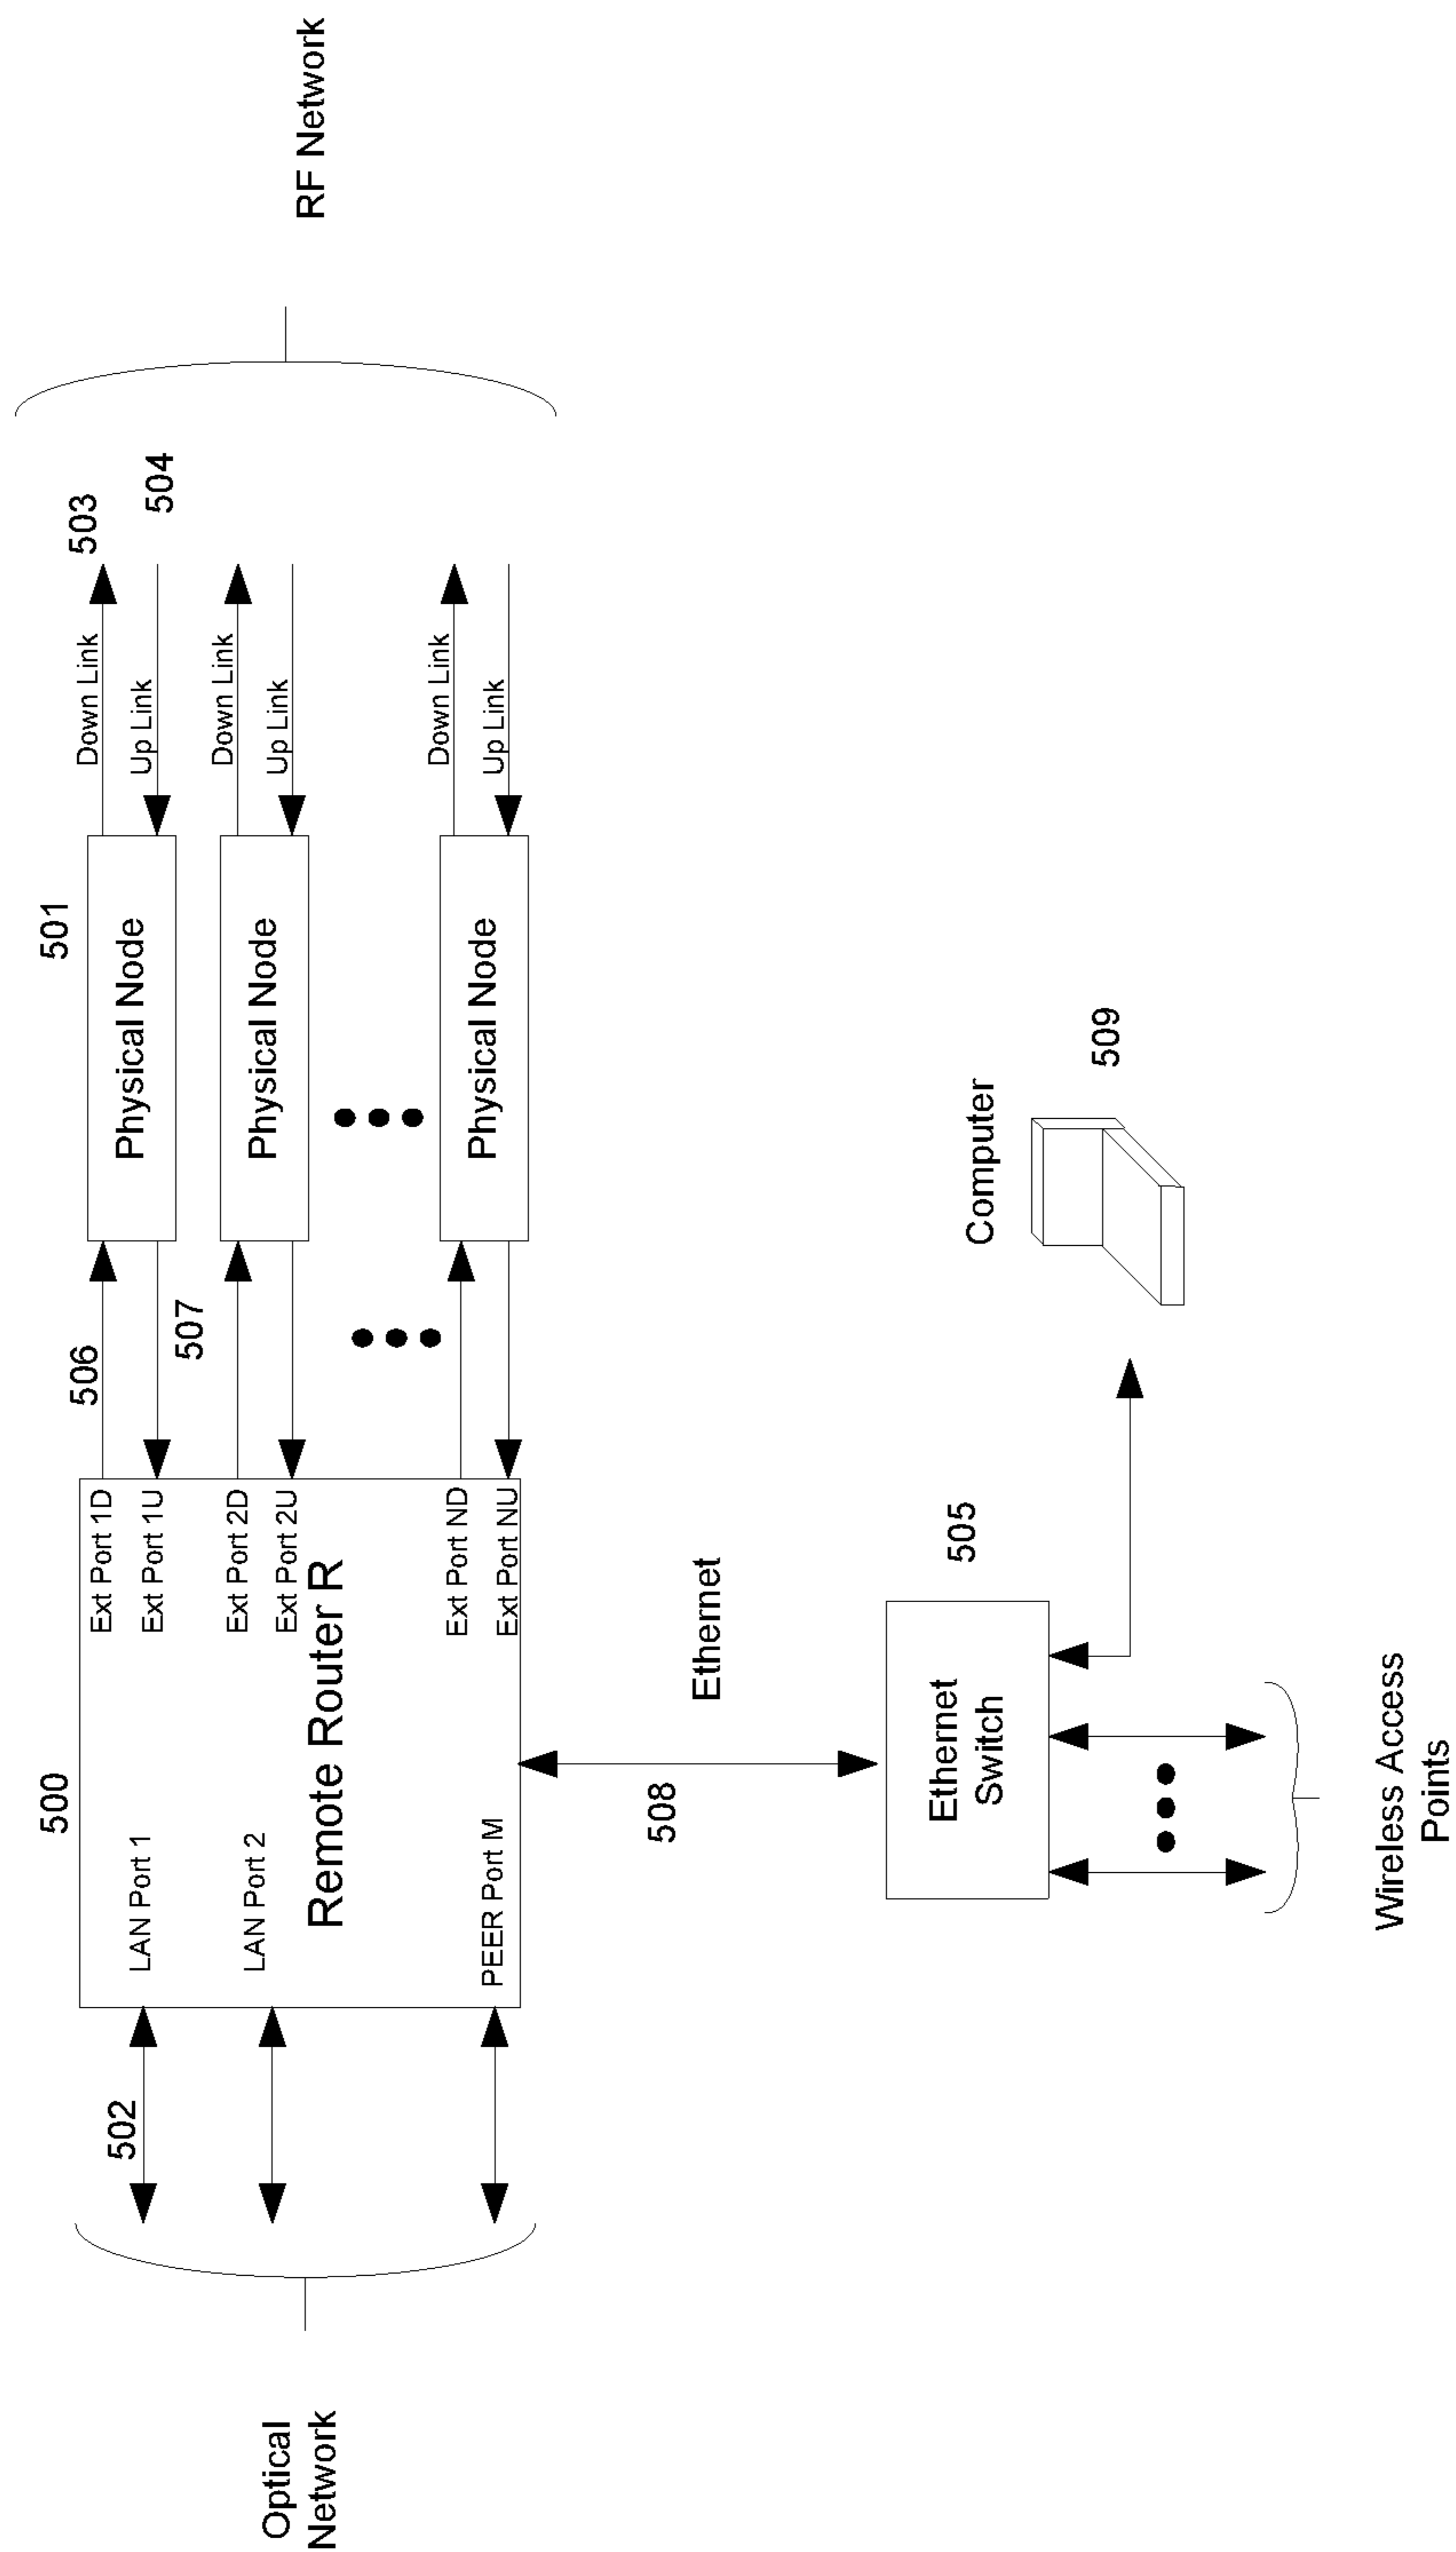 500
501
503
504
502
506
507
LAN Port 1
LAN Port 2
PEER Port M
Remote Router R
Ext Port 1D
Ext Port 1U
Ext Port 2D
Ext Port 2U
Ext Port ND
Ext Port NU
Physical Node
Physical Node
Physical Node
Down Link
Up Link
Down Link
Up Link
Down Link
Up Link
RF Network
Optical
Network
508
Ethernet
505
Ethernet
Switch
Computer
509
Wireless Access
Points